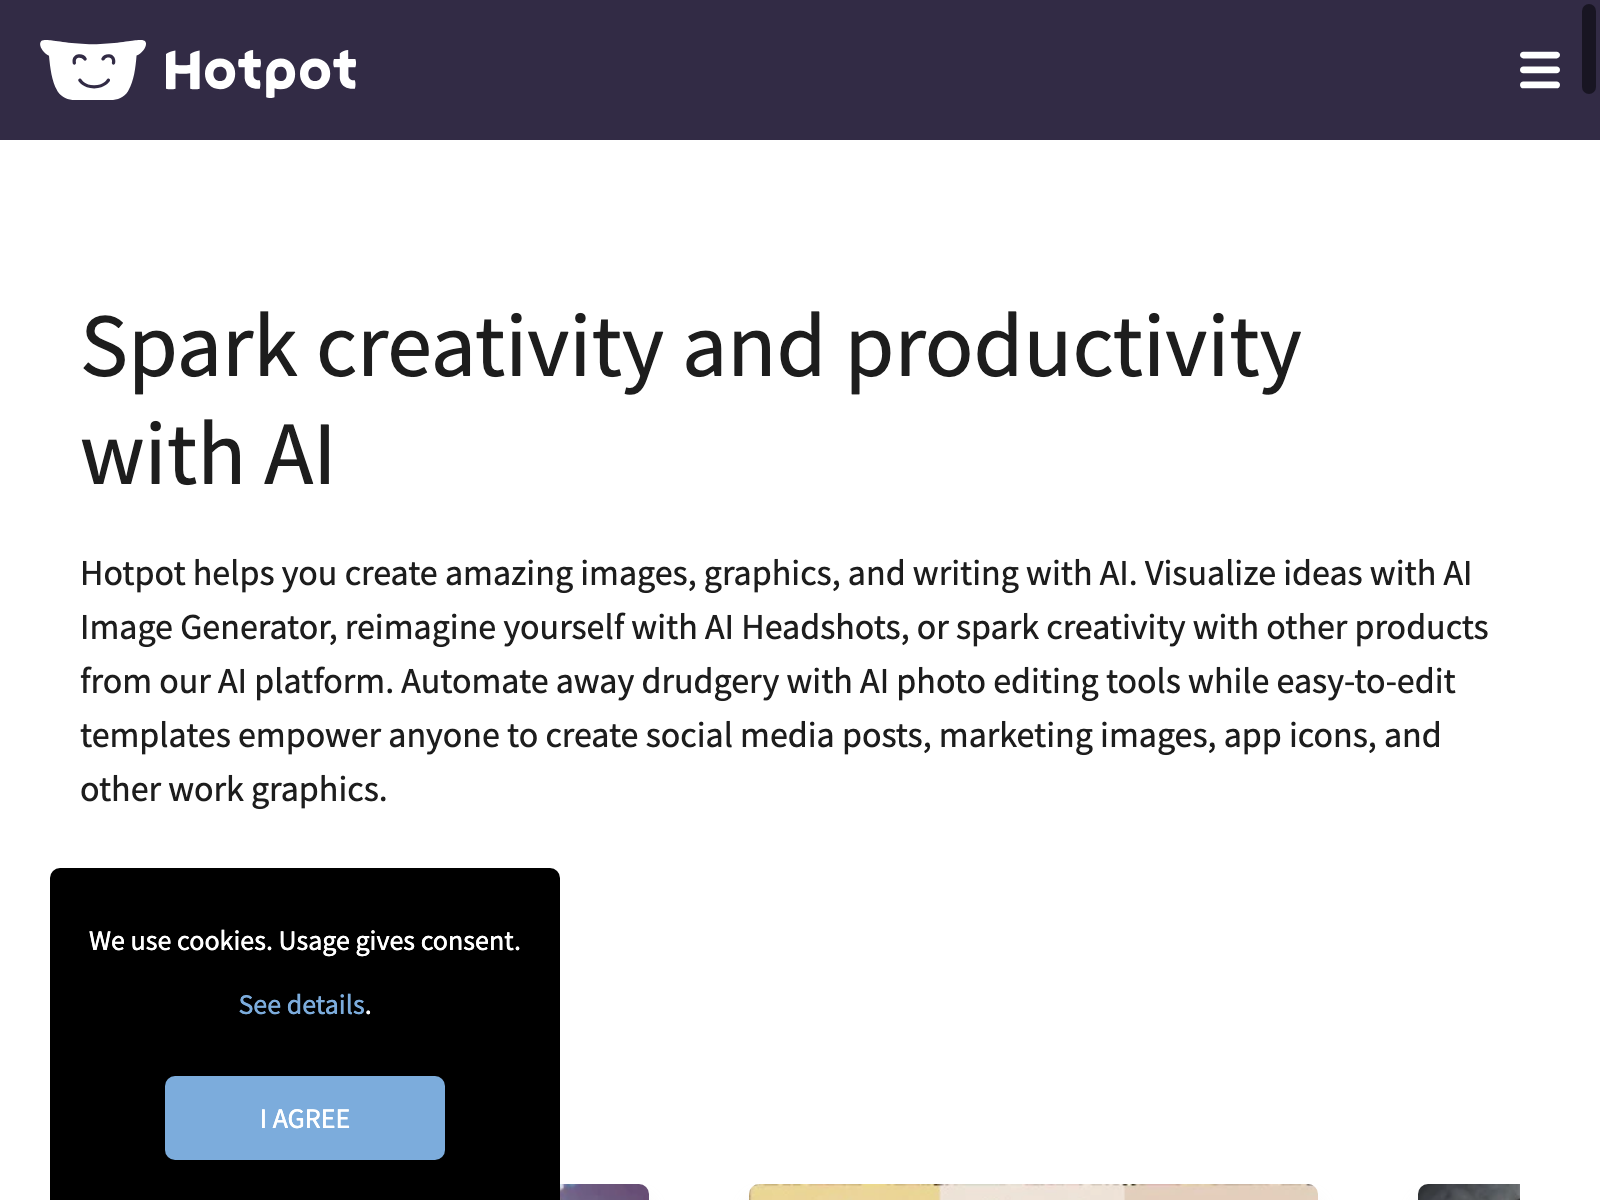 Hotpot
Spark creativity and productivity
with AI
Hotpot helps you create amazing images, graphics, and writing with AI. Visualize ideas with AI
Image Generator, reimagine yourself with AI Headshots, or spark creativity with other products
from our AI platform. Automate away drudgery with AI photo editing tools while easy-to-edit
templates empower anyone to create social media posts, marketing images, app icons, and
other work graphics.
We use cookies. Usage gives consent.
See details.
I AGREE